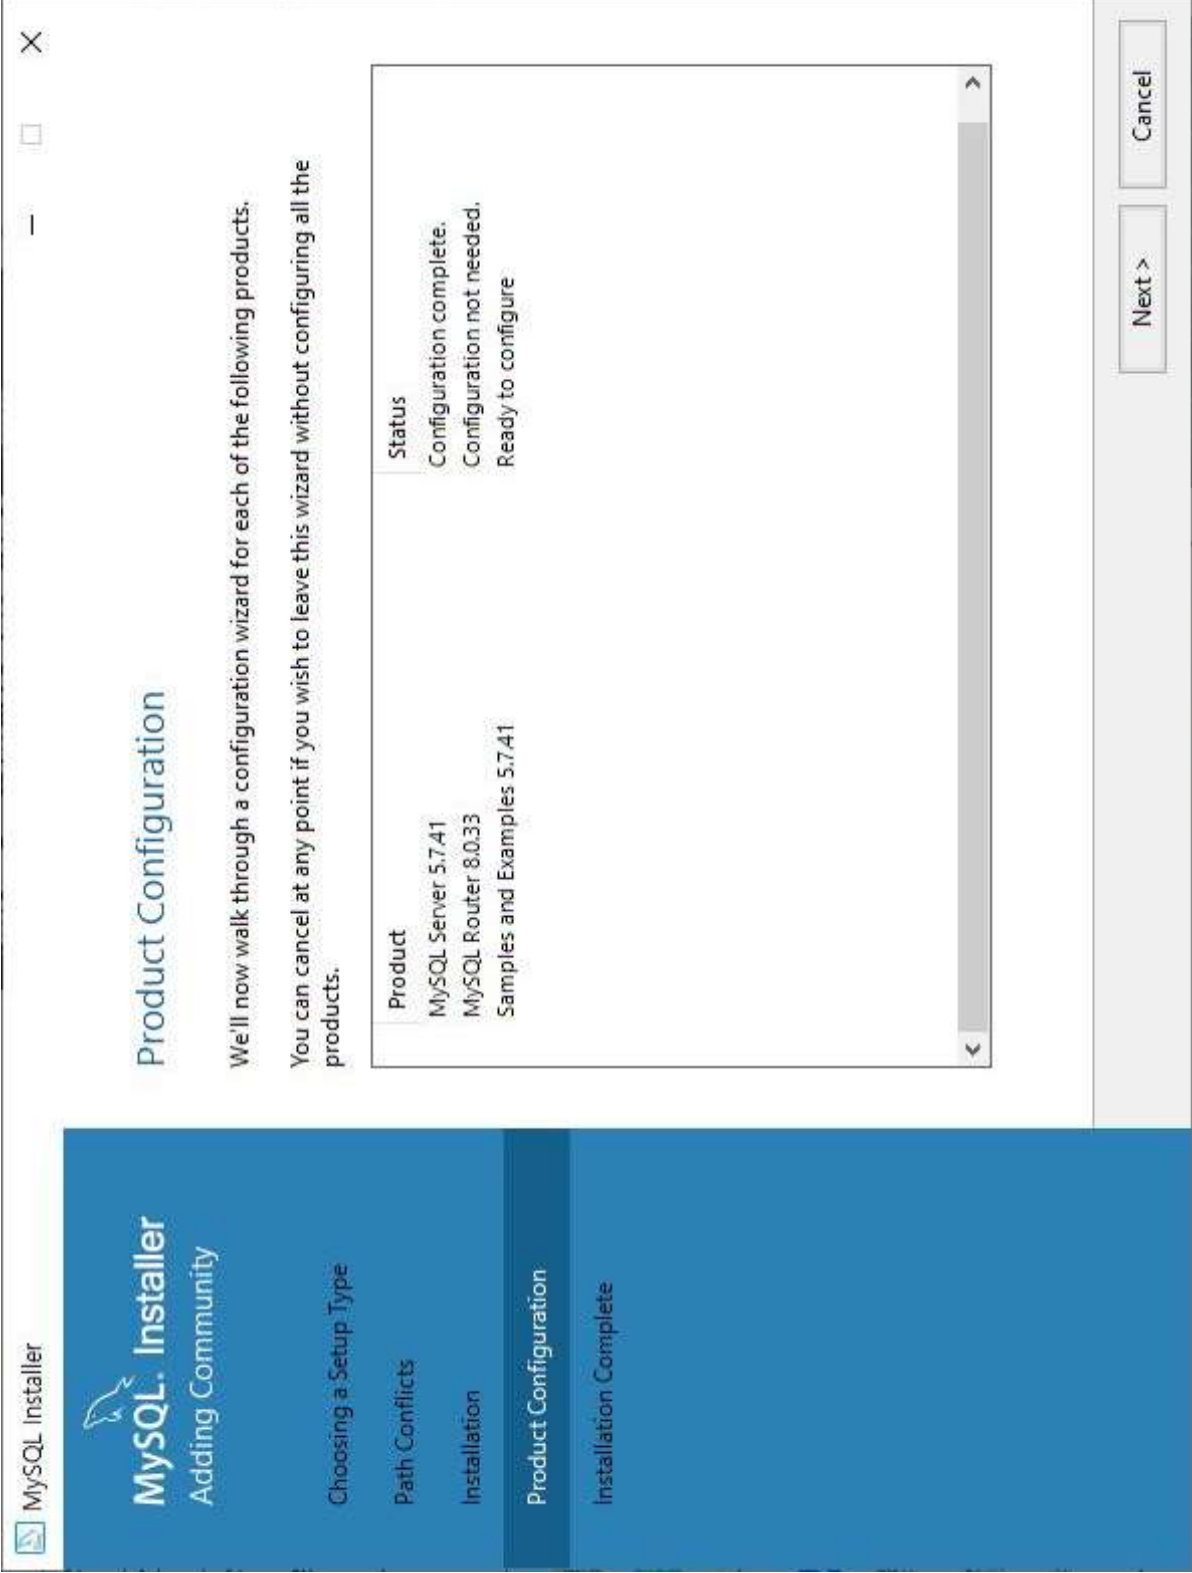 MySQL Installer
MySQL. Installer
Adding Community
Choosing a Setup Type
Path Conflicts
Installation
Product Configuration
Installation Complete
Product Configuration
We'll now walk through a configuration wizard for each of the following products.
You can cancel at any point if you wish to leave this wizard without configuring all the
products.
Product Status
MySQL Server 5.7.41 Configuration complete.
MySQL Router 8.0.33 Configuration not needed.
Samples and Examples 5.7.41 Ready to configure
Next > Cancel